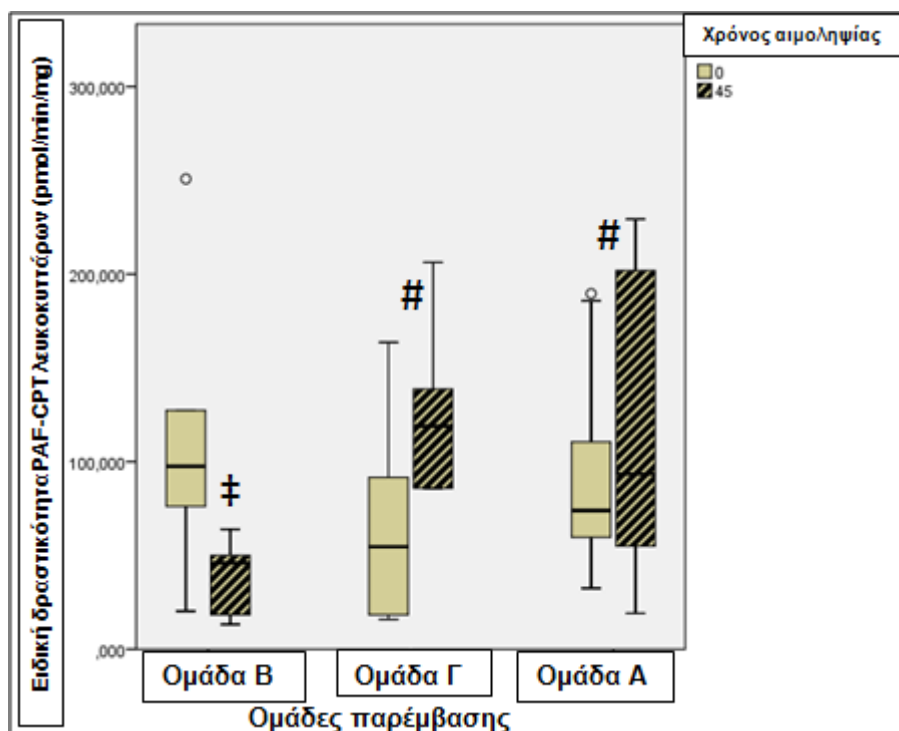 Ειδική δραστικότητα PAF-CPT λευκοκυττάρων (pmol/min/mg)
300,000
200,000
100,000
,000
#
#
‡
Ομάδα Β
Ομάδα Γ
Ομάδα Α
Ομάδες παρέμβασης
Χρόνος αιμοληψίας
0
45